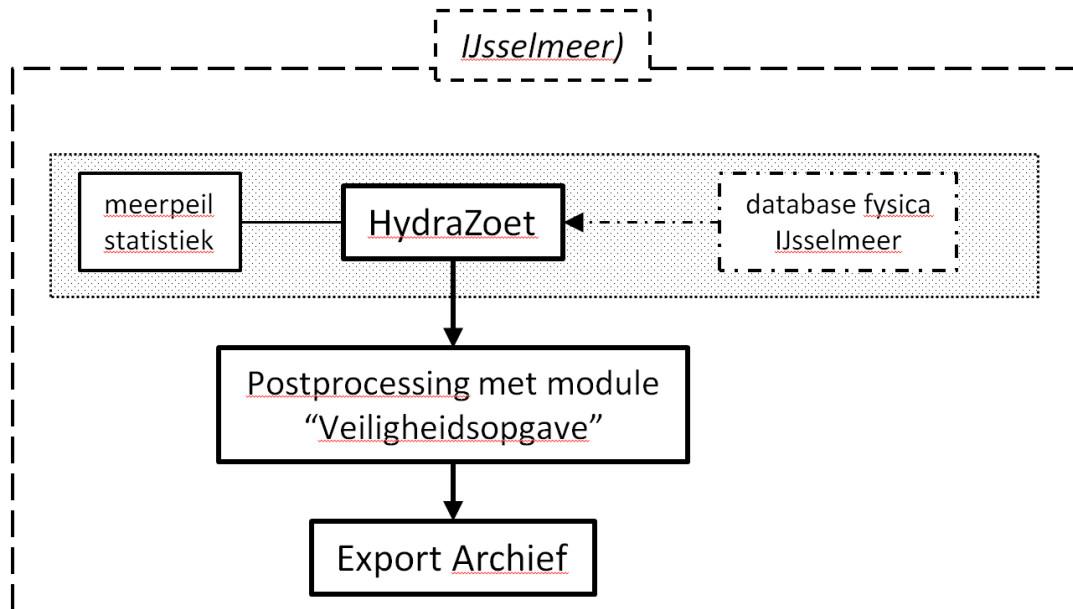 IJsselmeer)
meerpeil
statistiek
HydraZoet
database fysica
IJsselmeer
Postprocessing met module
“Veiligheidsopgave”
Export Archief